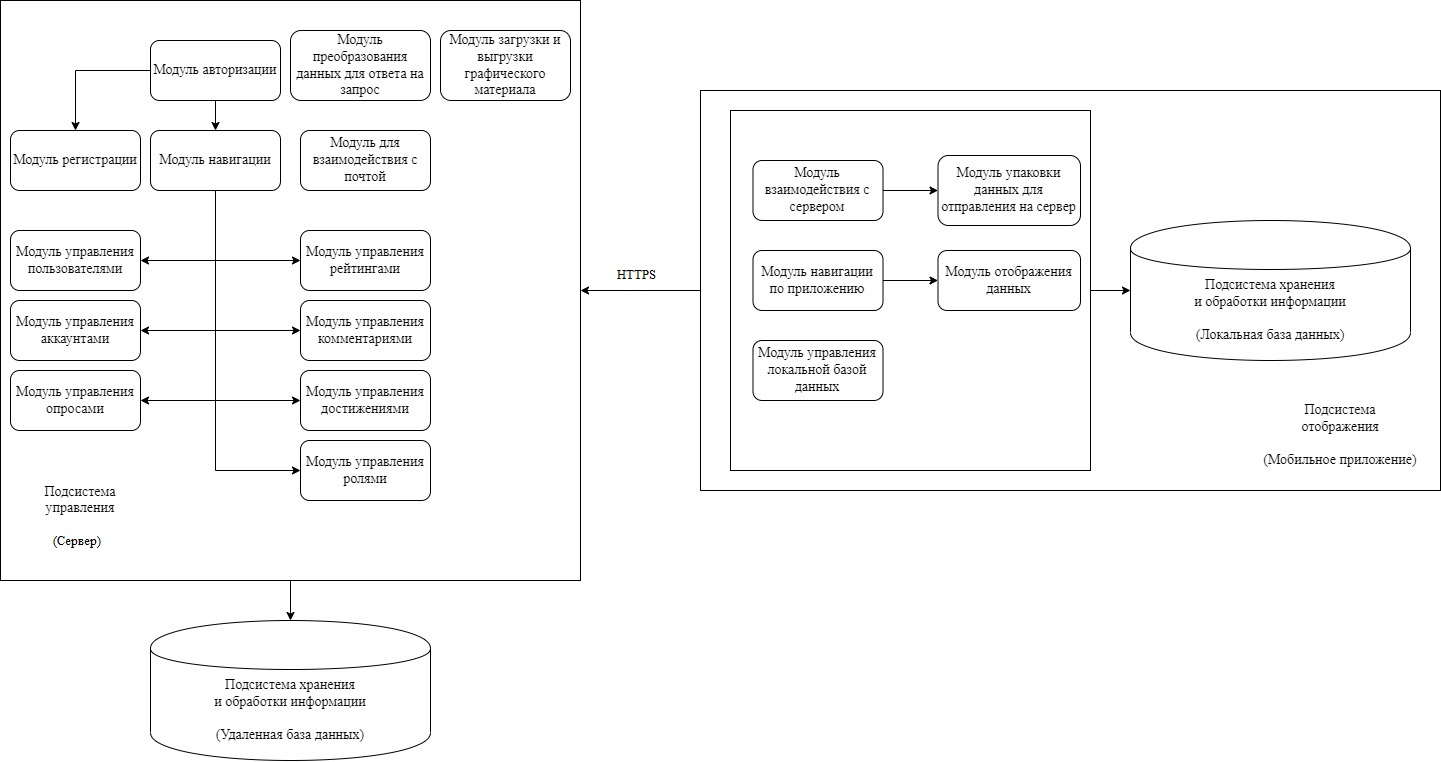 Модуль авторизации
Модуль
преобразования
данных для ответа на
запрос
Модуль загрузки и
выгрузки
графического
материала
Модуль регистрации
Модуль навигации
Модуль для
взаимодействия с
почтой
Модуль управления
пользователями
Модуль управления
рейтингами
Модуль управления
аккаунтами
Модуль управления
комментариями
Модуль управления
опросами
Модуль управления
достижениями
Модуль управления
ролями
Подсистема
управления
(Сервер)
HTTPS
Модуль
взаимодействия с
сервером
Модуль упаковки
данных для
отправления на сервер
Модуль навигации
по приложению
Модуль отображения
данных
Модуль управления
локальной базой
данных
Подсистема хранения
и обработки информации
(Локальная база данных)
Подсистема
отображения
(Мобильное приложение)
Подсистема хранения
и обработки информации
(Удаленная база данных)